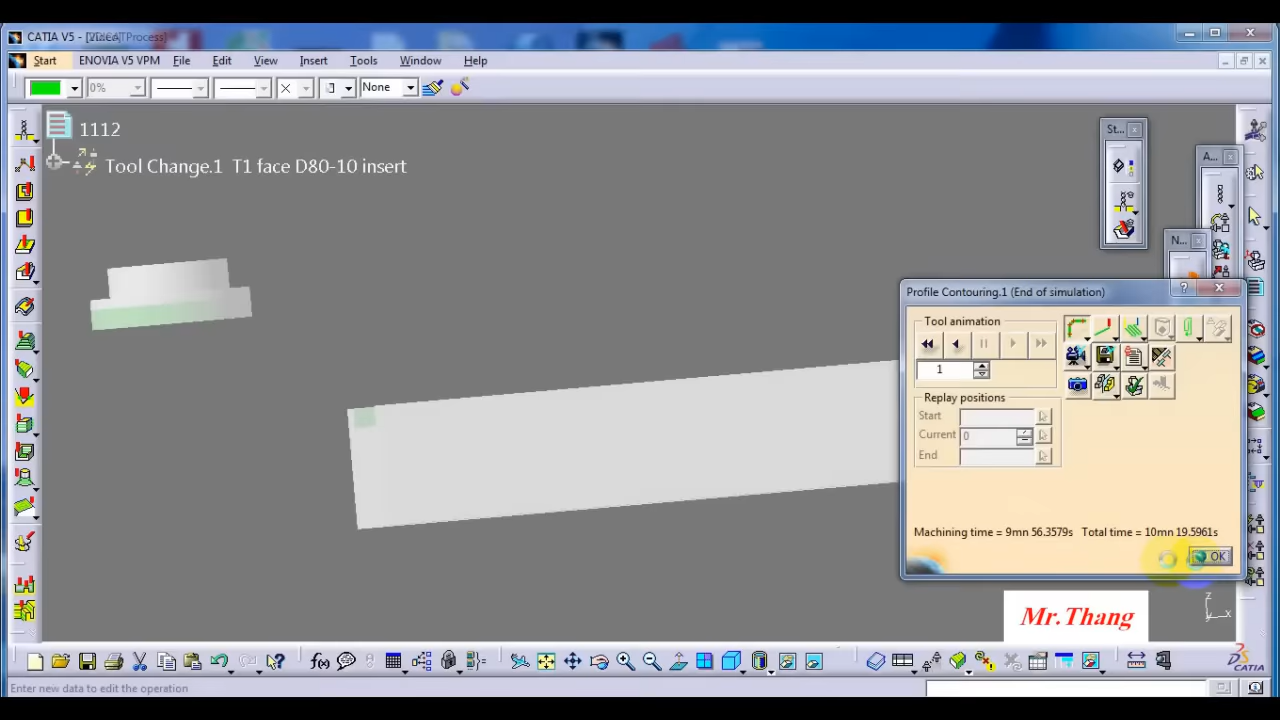 CATIA V5 - [
Process]
Start
ENOVIA V5 VPM
File
Edit
View
Insert
Tools
Window
Help
0%
None
1112
Tool Change.1 T1 face D80-10 insert
St...
A...
N...
Profile Contouring.1 (End of simulation)
Tool animation
1
Replay positions
Start
Current
0
End
Machining time = 9mn 56.3579s Total time = 10mn 19.5961s
OK
Mr.Thang
z
x
y
f(x)
CATIA
Enter new data to edit the operation